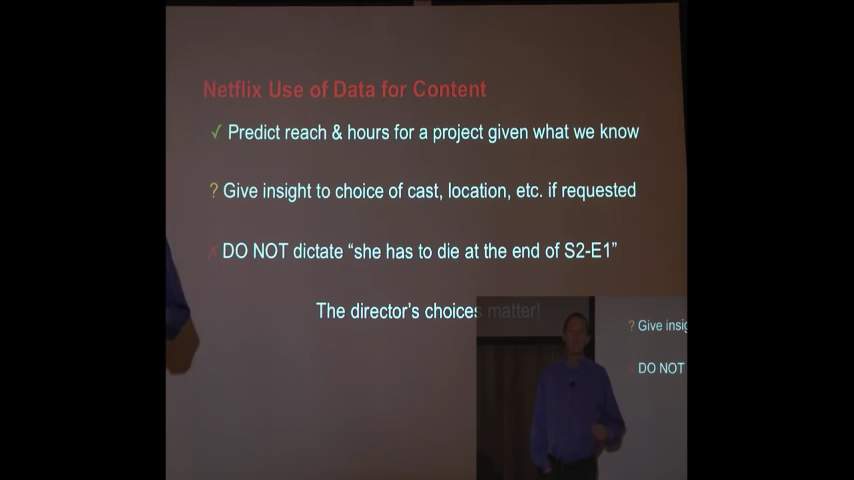 Netflix Use of Data for Content
✓ Predict reach & hours for a project given what we know
? Give insight to choice of cast, location, etc. if requested
✗ DO NOT dictate “she has to die at the end of S2-E1”
The director’s choices matter!
? Give insig
DO NOT